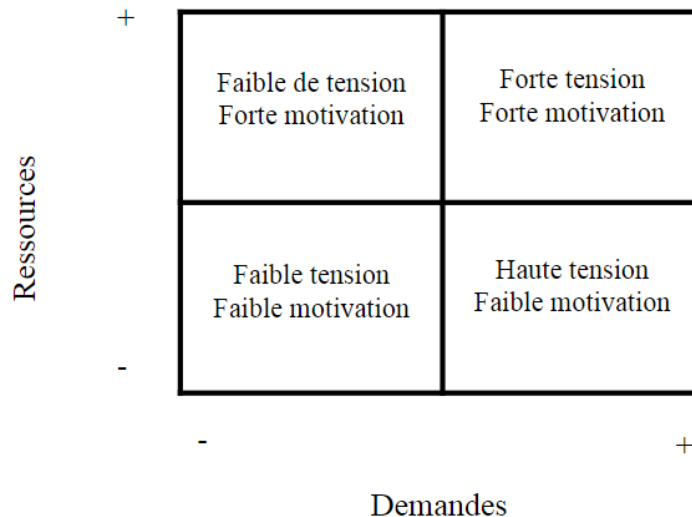 +
Faible de tension
Forte motivation
Forte tension
Forte motivation
Ressources
Faible tension
Faible motivation
Haute tension
Faible motivation
-
-
+
Demandes